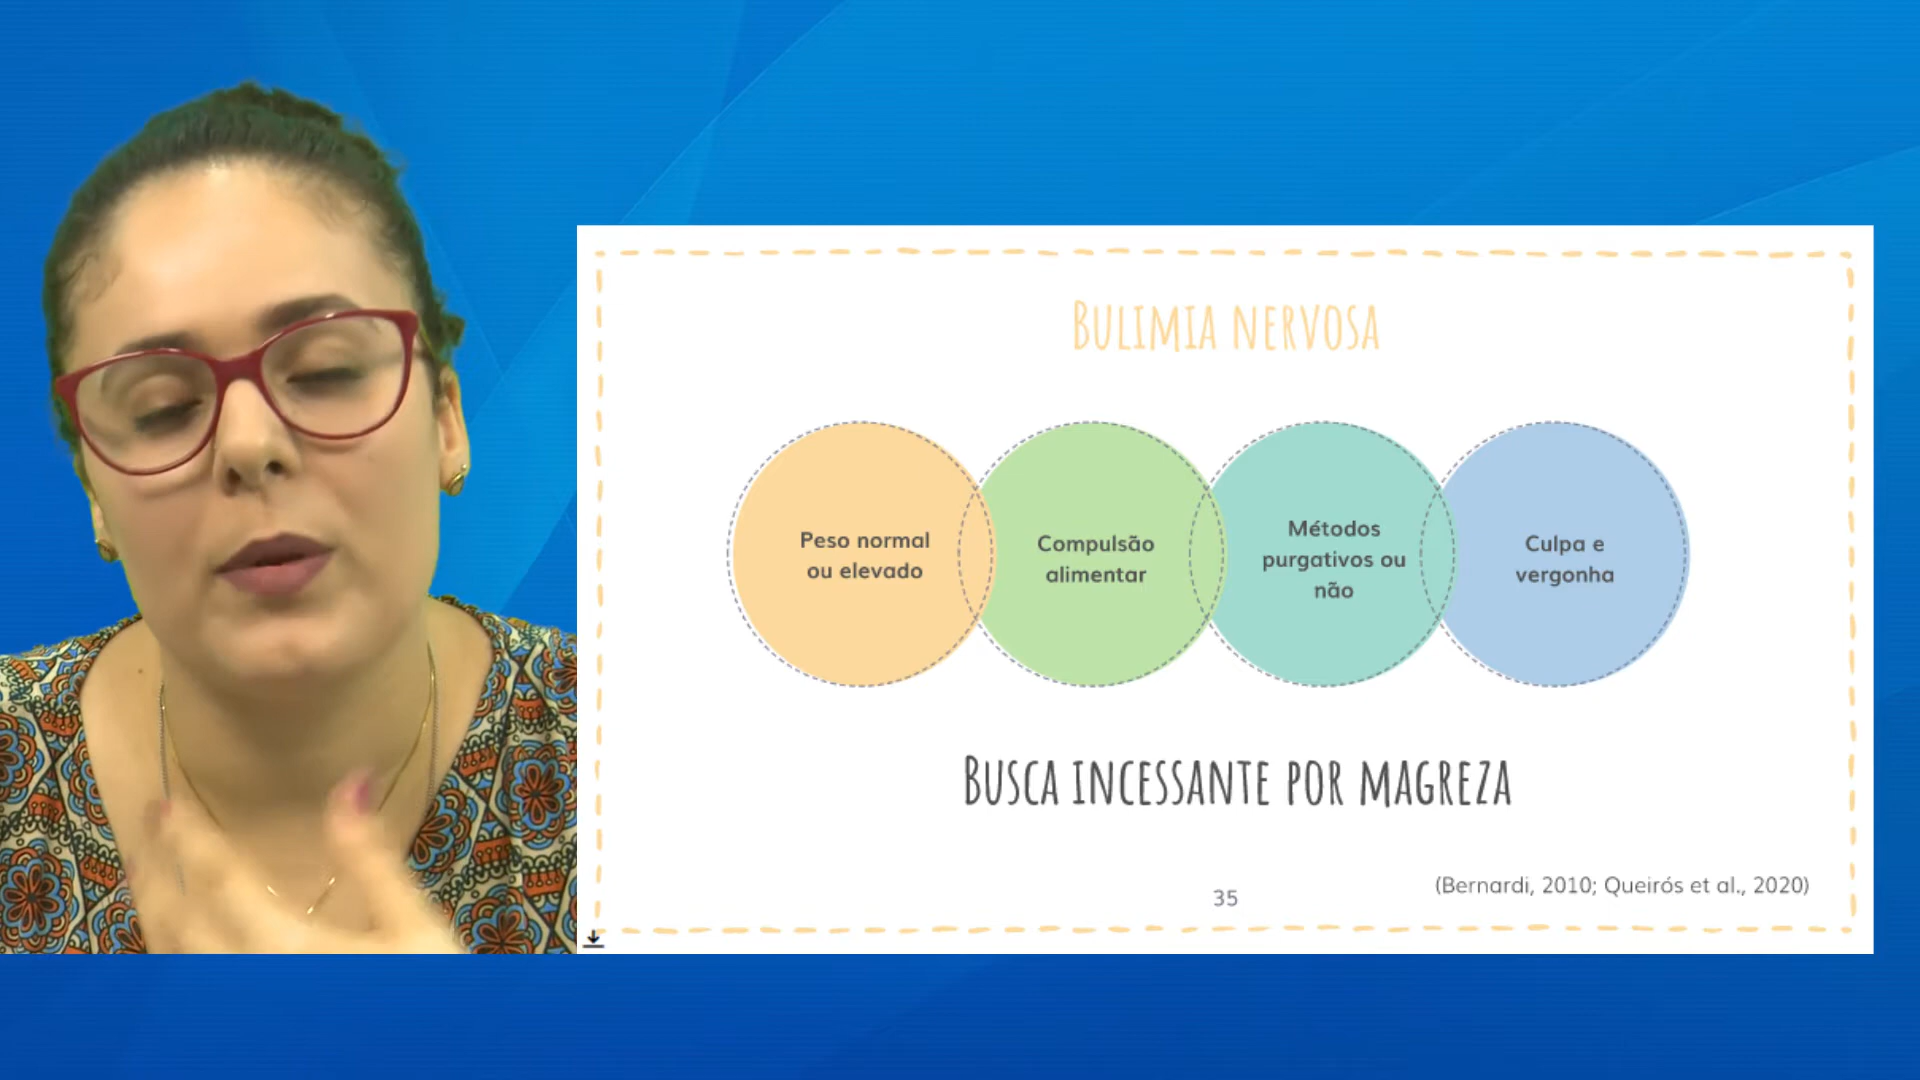 BULIMIA NERVOSA
Peso normal
ou elevado
Compulsão
alimentar
Métodos
purgativos ou
não
Culpa e
vergonha
BUSCA INCESSANTE POR MAGREZA
(Bernardi, 2010; Queirós et al., 2020)
35